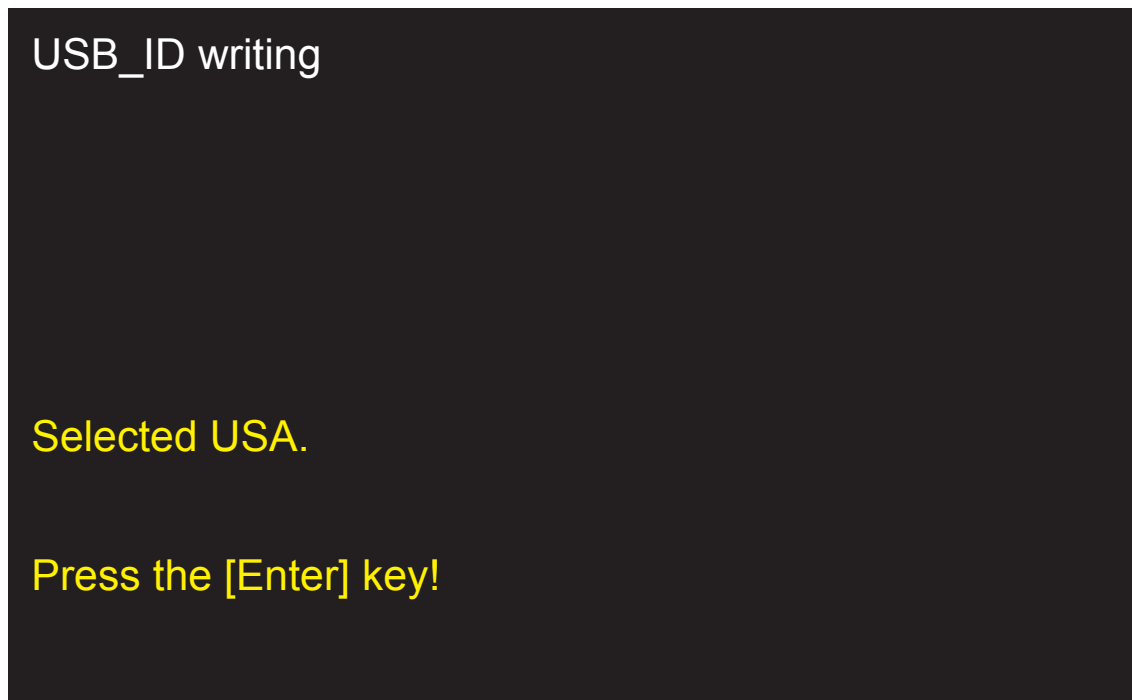 USB_ID writing
Selected USA.
Press the [Enter] key!